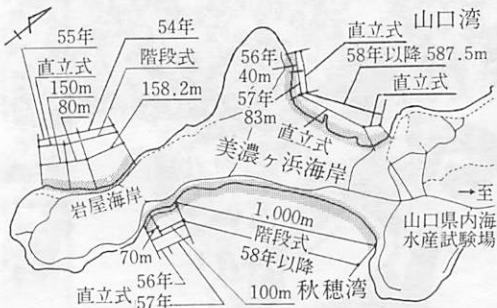 55年
54年
直立式
150m
80m
階段式
158.2m
56年
40m
57年
83m
直立式
直立式
58年以降 587.5m
直立式
山口湾
美濃ヶ浜海岸
岩屋海岸
→至
山口県内海
水産試験場
1,000m
階段式
58年以降
70m
56年
直立式
57年
100m
秋穂湾